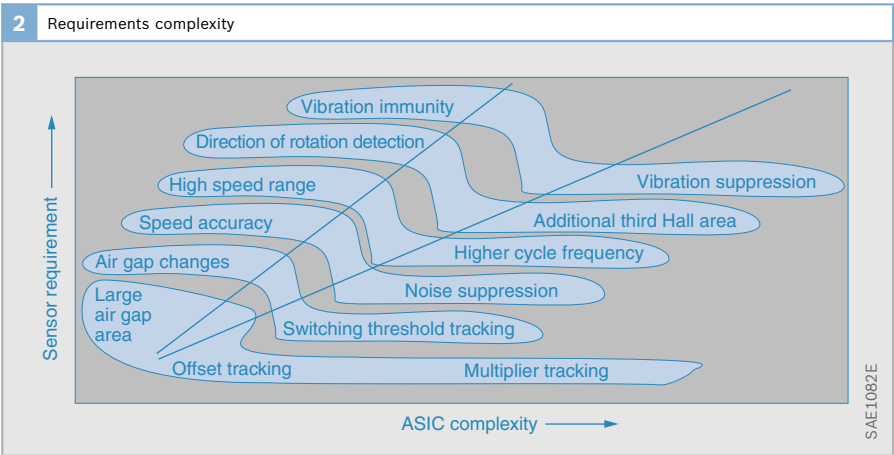 2
Requirements complexity
Sensor requirement
Vibration immunity
Direction of rotation detection
High speed range
Vibration suppression
Speed accuracy
Additional third Hall area
Air gap changes
Higher cycle frequency
Large
air gap
area
Noise suppression
Switching threshold tracking
Offset tracking
Multiplier tracking
ASIC complexity
SAE1082E